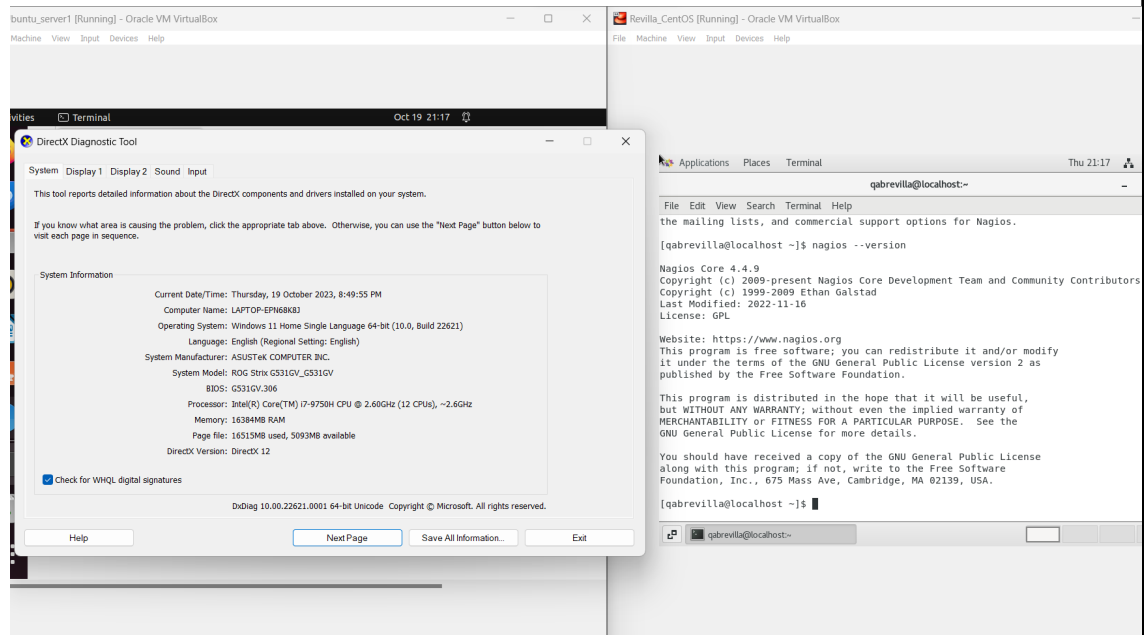 buntu_server1 [Running] - Oracle VM VirtualBox
Machine View Input Devices Help
vities Terminal Oct 19 21:17
DirectX Diagnostic Tool
System Display 1 Display 2 Sound Input
This tool reports detailed information about the DirectX components and drivers installed on your system.
If you know what area is causing the problem, click the appropriate tab above. Otherwise, you can use the "Next Page" button below to
visit each page in sequence.
System Information
Current Date/Time: Thursday, 19 October 2023, 8:49:55 PM
Computer Name: LAPTOP-EPN68K8J
Operating System: Windows 11 Home Single Language 64-bit (10.0, Build 22621)
Language: English (Regional Setting: English)
System Manufacturer: ASUSTeK COMPUTER INC.
System Model: ROG Strix G531GV_G531GV
BIOS: G531GV.306
Processor: Intel(R) Core(TM) i7-9750H CPU @ 2.60GHz (12 CPUs), ~2.6GHz
Memory: 16384MB RAM
Page file: 16515MB used, 5093MB available
DirectX Version: DirectX 12
Check for WHQL digital signatures
DxDiag 10.00.22621.0001 64-bit Unicode Copyright © Microsoft. All rights reserved.
Help Next Page Save All Information... Exit
Revilla_CentOS [Running] - Oracle VM VirtualBox
File Machine View Input Devices Help
Applications Places Terminal Thu 21:17
qabrevilla@localhost:~
File Edit View Search Terminal Help
the mailing lists, and commercial support options for Nagios.
[qabrevilla@localhost ~]$ nagios --version
Nagios Core 4.4.9
Copyright (c) 2009-present Nagios Core Development Team and Community Contributors
Copyright (c) 1999-2009 Ethan Galstad
Last Modified: 2022-11-16
License: GPL
Website: https://www.nagios.org
This program is free software; you can redistribute it and/or modify
it under the terms of the GNU General Public License version 2 as
published by the Free Software Foundation.
This program is distributed in the hope that it will be useful,
but WITHOUT ANY WARRANTY; without even the implied warranty of
MERCHANTABILITY or FITNESS FOR A PARTICULAR PURPOSE. See the
GNU General Public License for more details.
You should have received a copy of the GNU General Public License
along with this program; if not, write to the Free Software
Foundation, Inc., 675 Mass Ave, Cambridge, MA 02139, USA.
[qabrevilla@localhost ~]$
qabrevilla@localhost:~